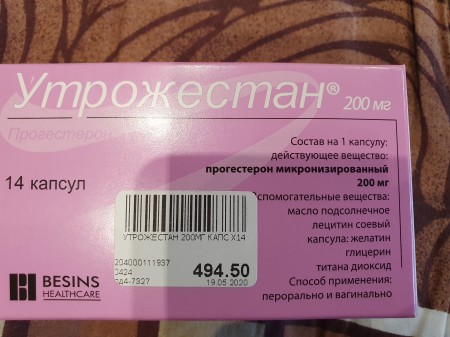 Утрожестан® 200 мг
Прогестерон
14 капсул
Состав на 1 капсулу:
действующее вещество:
прогестерон микронизированный
200 мг
Вспомогательные вещества:
масло подсолнечное
лецитин соевый
капсула: желатин
глицерин
титана диоксид
Способ применения:
перорально и вагинально
УТРОЖЕСТАН 200МГ КАПС X14
204000111937
0424
494.50
19.05.2020
BESINS
HEALTHCARE